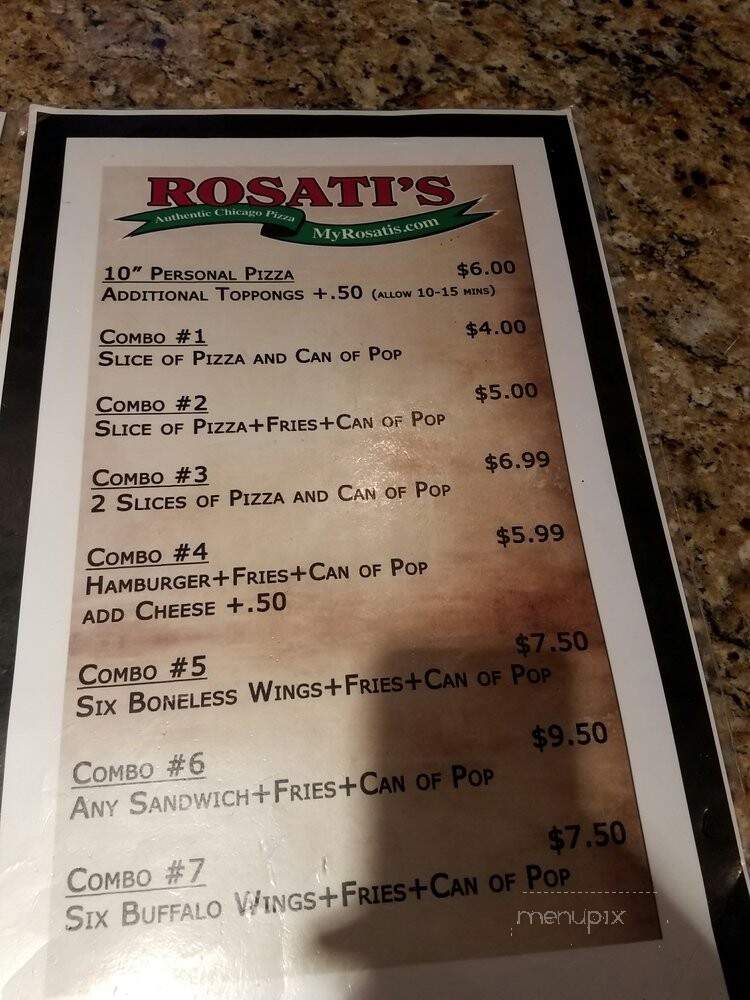 ROSATI'S
Authentic Chicago Pizza
MyRosatis.com
10" PERSONAL PIZZA $6.00
ADDITIONAL TOPPONGS +.50 (ALLOW 10-15 MINS)
COMBO #1 $4.00
SLICE OF PIZZA AND CAN OF POP
COMBO #2 $5.00
SLICE OF PIZZA+FRIES+CAN OF POP
COMBO #3 $6.99
2 SLICES OF PIZZA AND CAN OF POP
COMBO #4 $5.99
HAMBURGER+FRIES+CAN OF POP
ADD CHEESE +.50
COMBO #5 $7.50
SIX BONELESS WINGS+FRIES+CAN OF POP
COMBO #6 $9.50
ANY SANDWICH+FRIES+CAN OF POP
COMBO #7 $7.50
SIX BUFFALO WINGS+FRIES+CAN OF POP
menupix